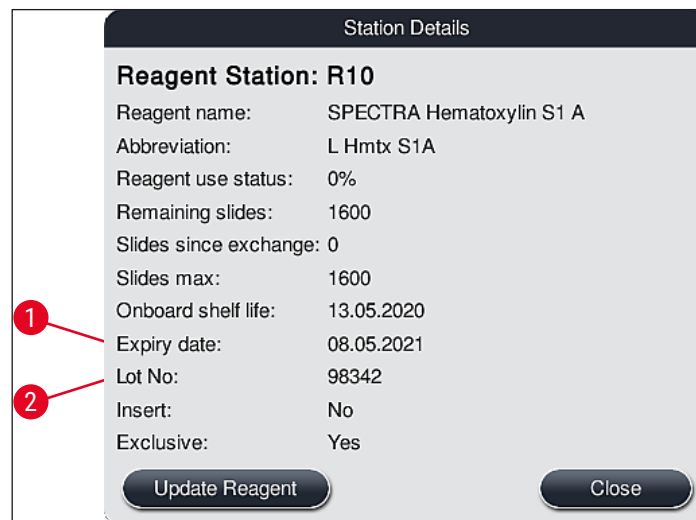 Station Details
Reagent Station: R10
Reagent name: SPECTRA Hematoxylin S1 A
Abbreviation: L Hmtx S1A
Reagent use status: 0%
Remaining slides: 1600
Slides since exchange: 0
Slides max: 1600
Onboard shelf life: 13.05.2020
1
Expiry date: 08.05.2021
Lot No: 98342
2
Insert: No
Exclusive: Yes
Update Reagent Close